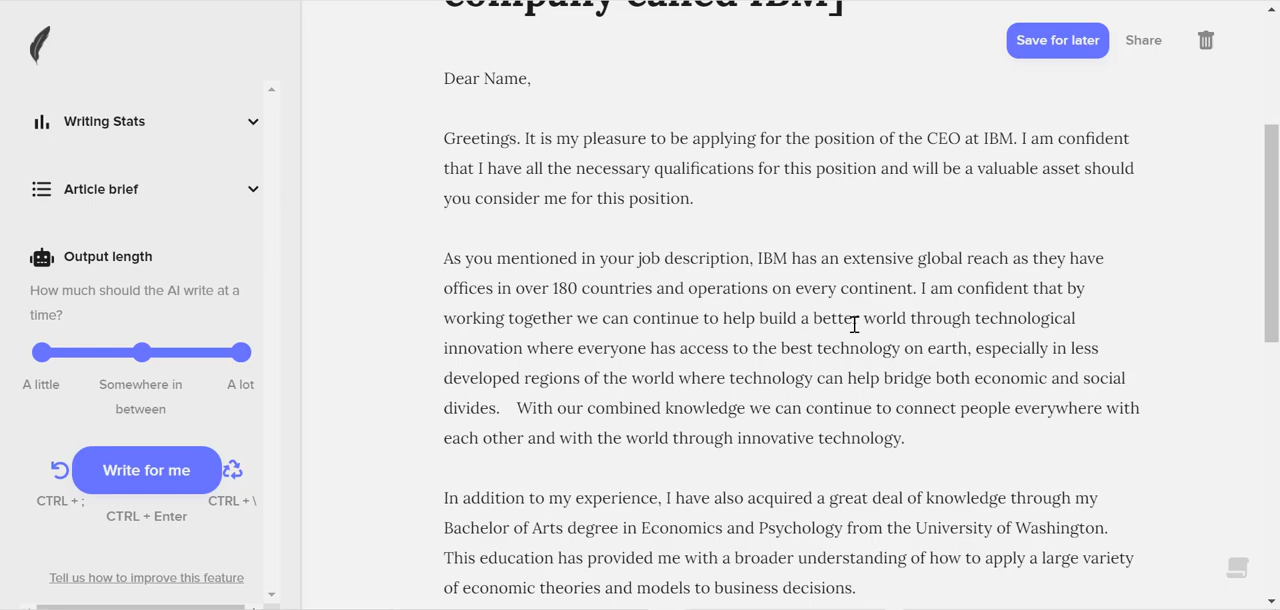 company called IBM]
Save for later
Share
Writing Stats
Article brief
Output length
How much should the AI write at a
time?
A little
Somewhere in
between
A lot
Write for me
CTRL + ;
CTRL + \
CTRL + Enter
Tell us how to improve this feature
Dear Name,
Greetings. It is my pleasure to be applying for the position of the CEO at IBM. I am confident
that I have all the necessary qualifications for this position and will be a valuable asset should
you consider me for this position.
As you mentioned in your job description, IBM has an extensive global reach as they have
offices in over 180 countries and operations on every continent. I am confident that by
working together we can continue to help build a better world through technological
innovation where everyone has access to the best technology on earth, especially in less
developed regions of the world where technology can help bridge both economic and social
divides. With our combined knowledge we can continue to connect people everywhere with
each other and with the world through innovative technology.
In addition to my experience, I have also acquired a great deal of knowledge through my
Bachelor of Arts degree in Economics and Psychology from the University of Washington.
This education has provided me with a broader understanding of how to apply a large variety
of economic theories and models to business decisions.